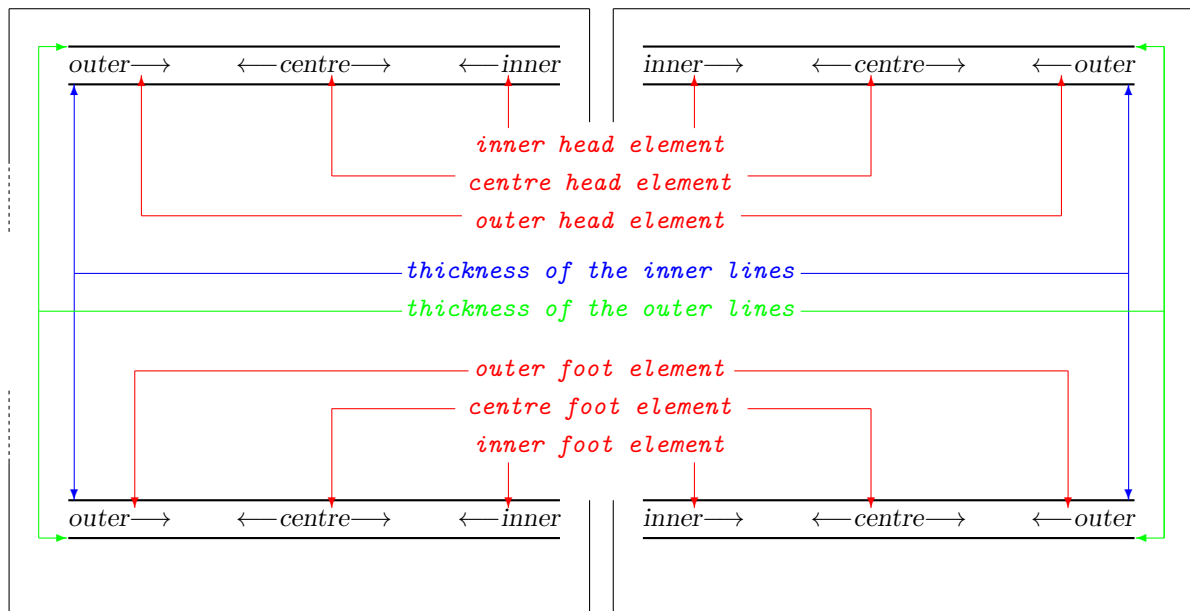 outer centre inner inner centre outer
inner head element
centre head element
outer head element
thickness of the inner lines
thickness of the outer lines
outer foot element
centre foot element
inner foot element
outer centre inner inner centre outer